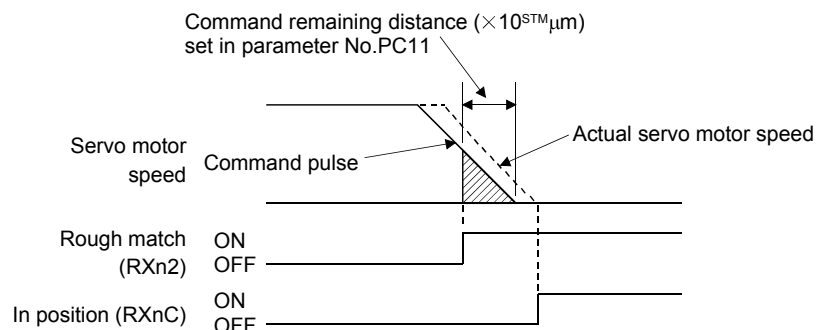 Command remaining distance (×10ˢᵀᴹμm)
set in parameter No.PC11
Actual servo motor speed
Servo motor
speed
Command pulse
Rough match
(RXn2)
ON
OFF
In position (RXnC)
ON
OFF